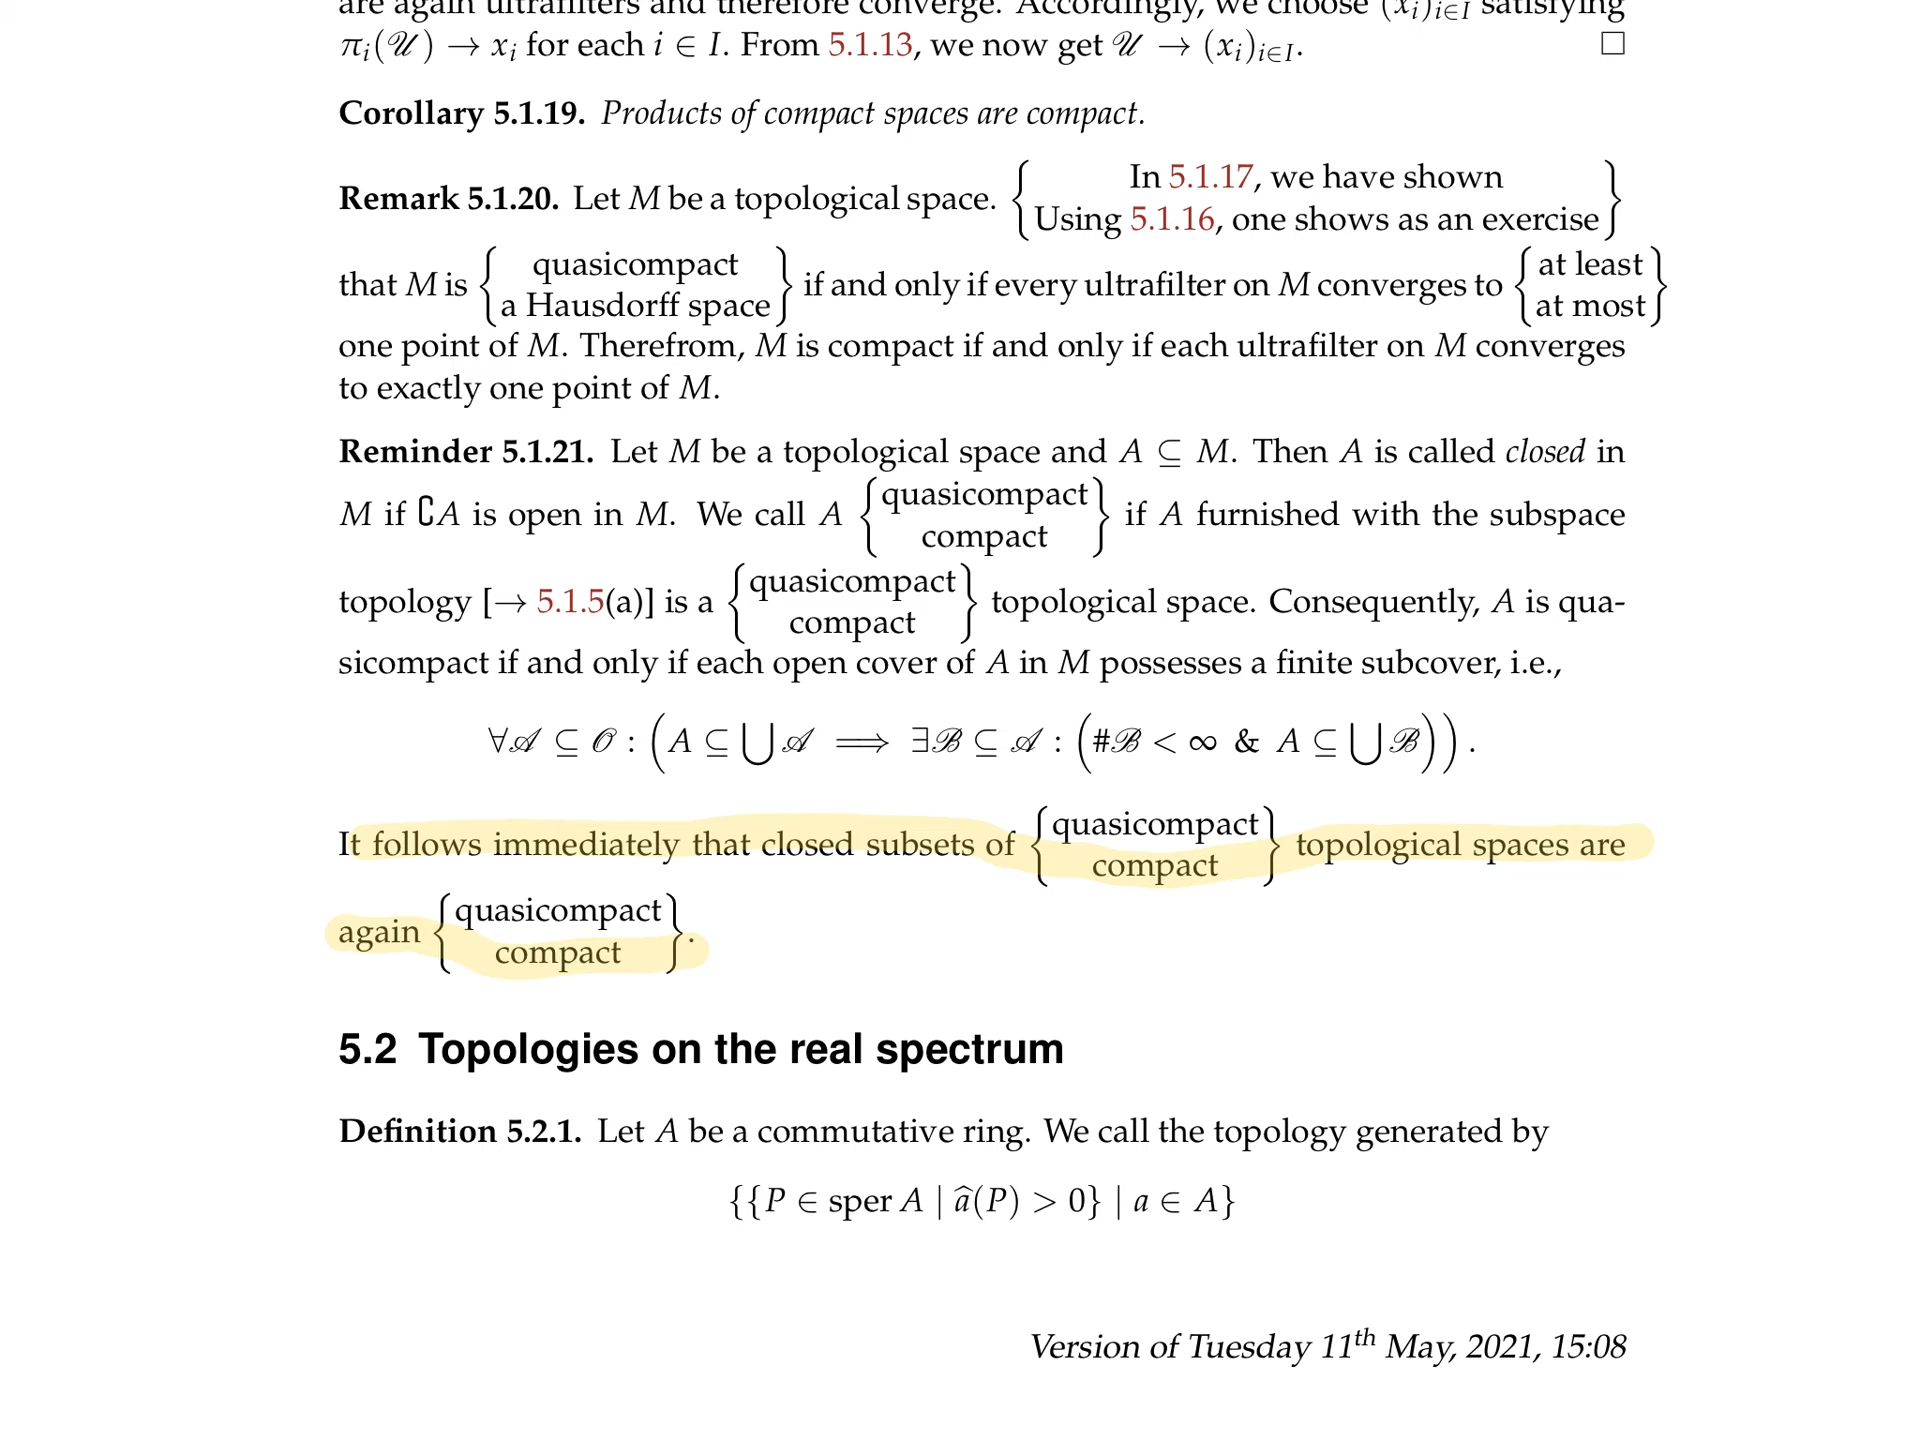 are again ultrafilters and therefore converge. Accordingly, we choose (xᵢ)ᵢ∈I satisfying
πᵢ(𝒰) → xᵢ for each i ∈ I. From 5.1.13, we now get 𝒰 → (xᵢ)ᵢ∈I. □
Corollary 5.1.19. Products of compact spaces are compact.
Remark 5.1.20. Let M be a topological space. { In 5.1.17, we have shown
Using 5.1.16, one shows as an exercise }
that M is { quasicompact
a Hausdorff space } if and only if every ultrafilter on M converges to { at least
at most }
one point of M. Therefrom, M is compact if and only if each ultrafilter on M converges
to exactly one point of M.
Reminder 5.1.21. Let M be a topological space and A ⊆ M. Then A is called closed in
M if ∁A is open in M. We call A { quasicompact
compact } if A furnished with the subspace
topology [→ 5.1.5(a)] is a { quasicompact
compact } topological space. Consequently, A is qua-
sicompact if and only if each open cover of A in M possesses a finite subcover, i.e.,
∀𝒜 ⊆ 𝒪 : (A ⊆ ⋃𝒜 ⟹ ∃ℬ ⊆ 𝒜 : (#ℬ < ∞ & A ⊆ ⋃ℬ)).
It follows immediately that closed subsets of { quasicompact
compact } topological spaces are
again { quasicompact
compact }.
5.2 Topologies on the real spectrum
Definition 5.2.1. Let A be a commutative ring. We call the topology generated by
{{P ∈ sper A | â(P) > 0} | a ∈ A}
Version of Tuesday 11ᵗʰ May, 2021, 15:08